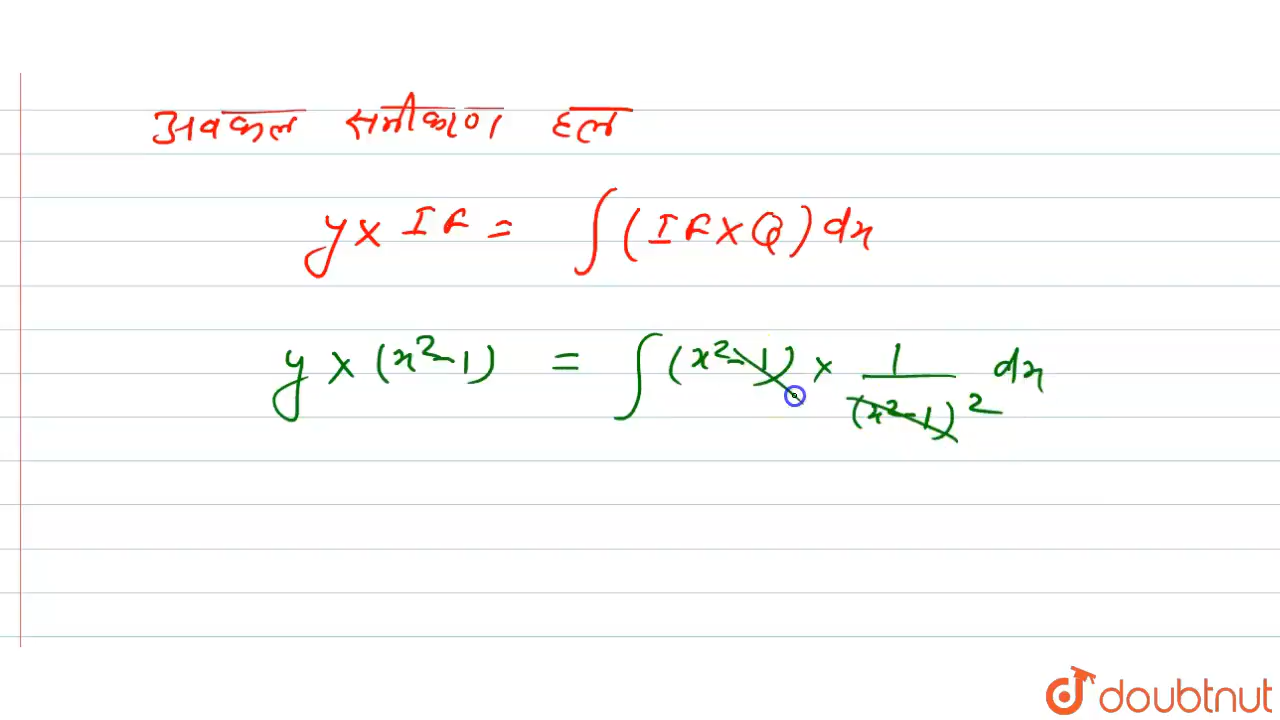 अवकल समीकरण हल
y × IF = ∫ (IF × Q) dx
y × (x²-1) = ∫ (x²-1) × 1/(x²-1)² dx
doubtnut